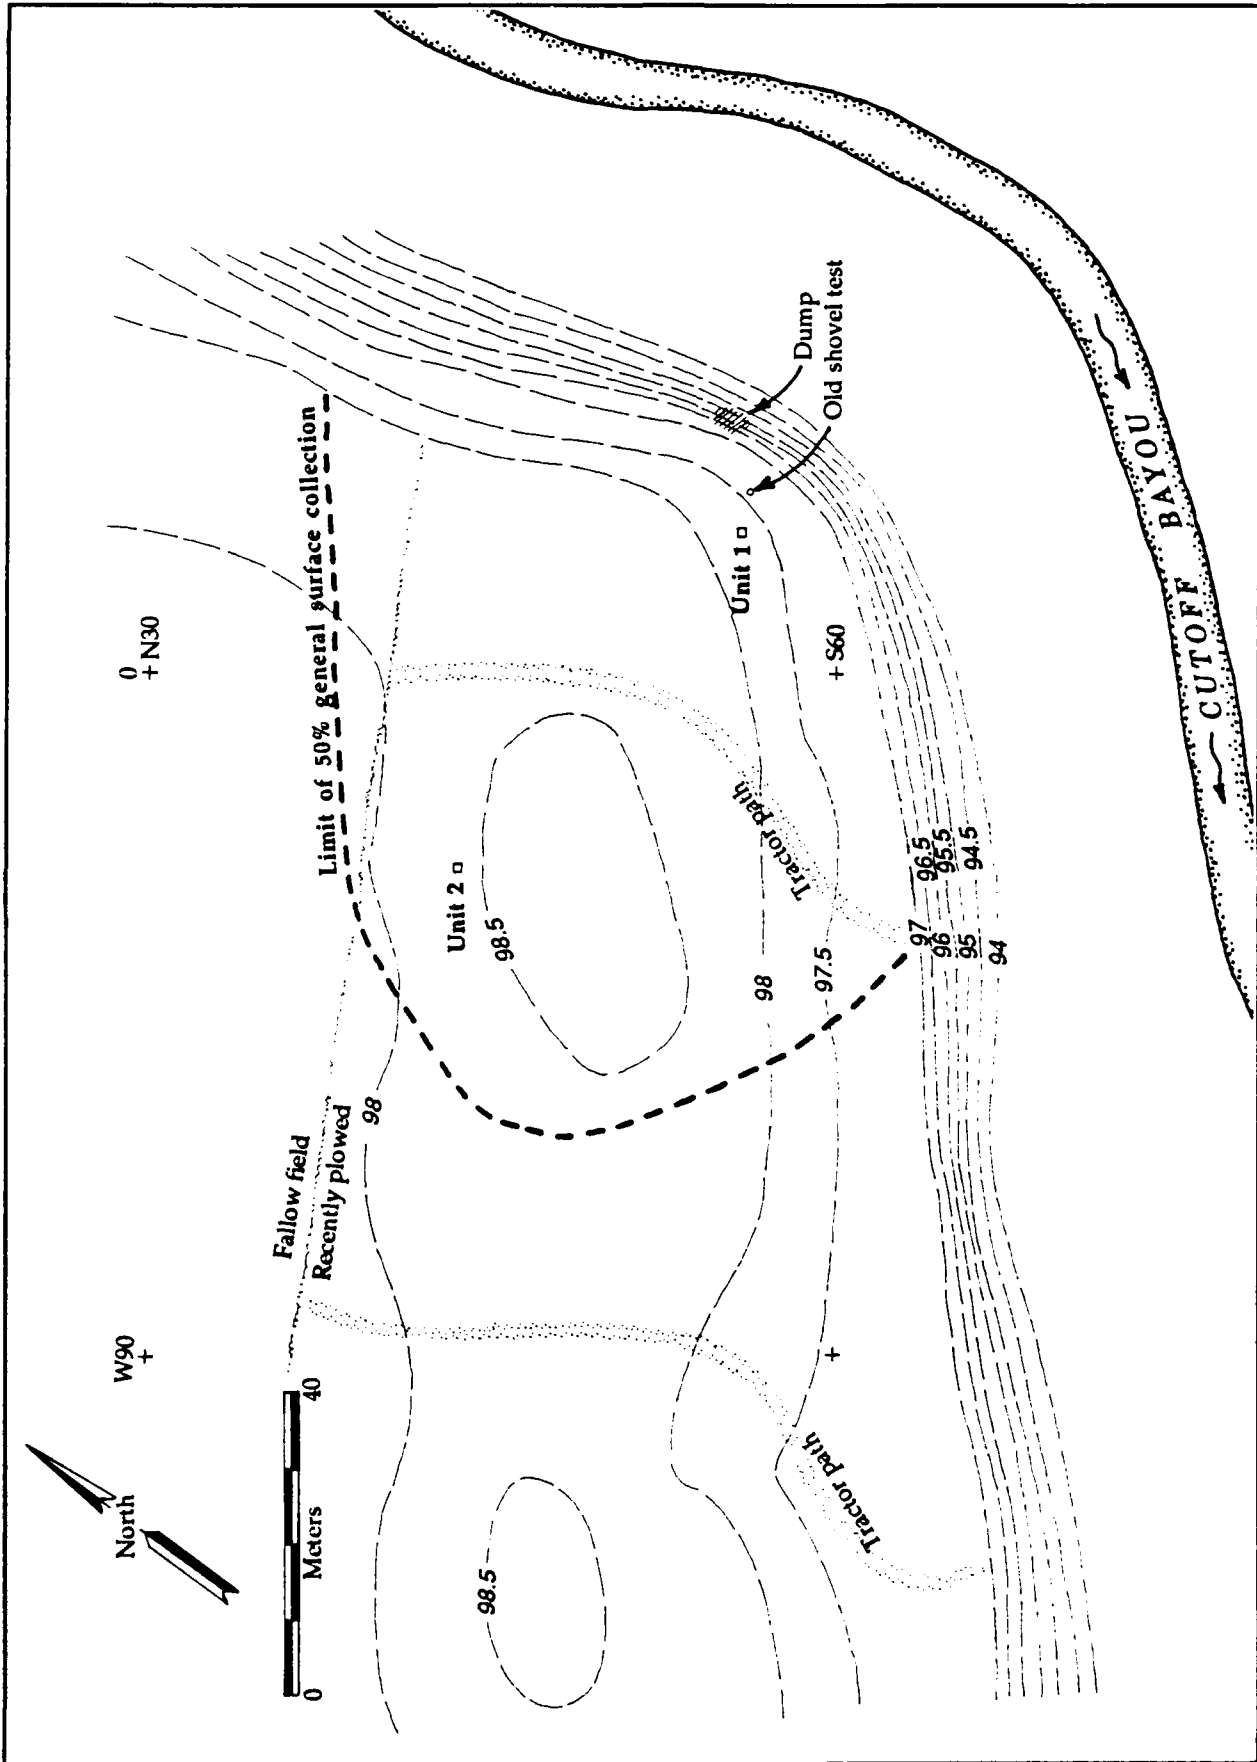 North
0 40
Meters
W90
0
N30
S60
Fallow field
Recently plowed
Limit of 50% general surface collection
98
Unit 2
98.5
98.5
98
97.5
97
96.5
96
95.5
95
94.5
94
Unit 1
Tractor path
Tractor path
Dump
Old shovel test
CUTOFF BAYOU